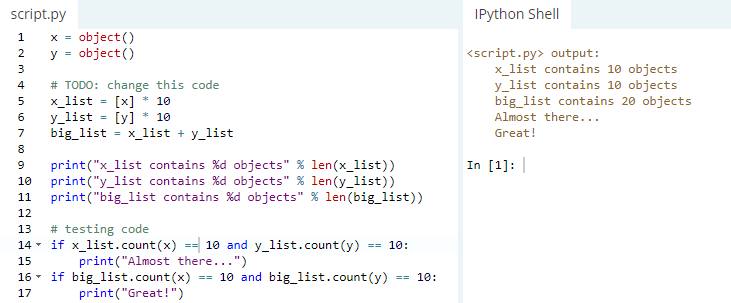 script.py
1 x = object()
2 y = object()
3
4 # TODO: change this code
5 x_list = [x] * 10
6 y_list = [y] * 10
7 big_list = x_list + y_list
8
9 print("x_list contains %d objects" % len(x_list))
10 print("y_list contains %d objects" % len(y_list))
11 print("big_list contains %d objects" % len(big_list))
12
13 # testing code
14 if x_list.count(x) == 10 and y_list.count(y) == 10:
15     print("Almost there...")
16 if big_list.count(x) == 10 and big_list.count(y) == 10:
17     print("Great!")
IPython Shell
<script.py> output:
    x_list contains 10 objects
    y_list contains 10 objects
    big_list contains 20 objects
    Almost there...
    Great!
In [1]: